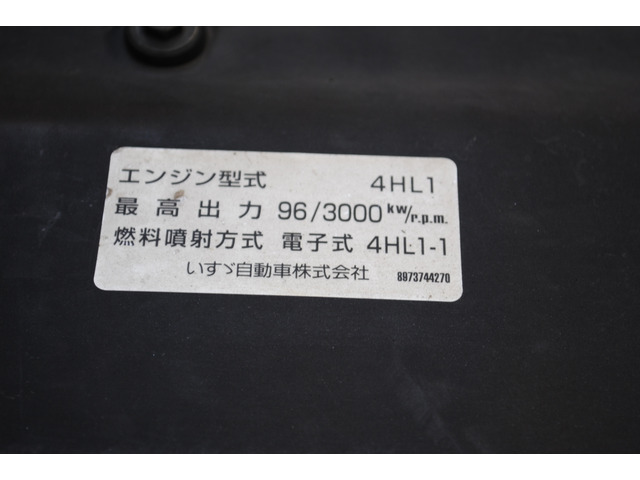 エンジン型式 4HL1
最高出力 96/3000 kw/r.p.m.
燃料噴射方式 電子式 4HL1-1
いすゞ自動車株式会社 8973744270